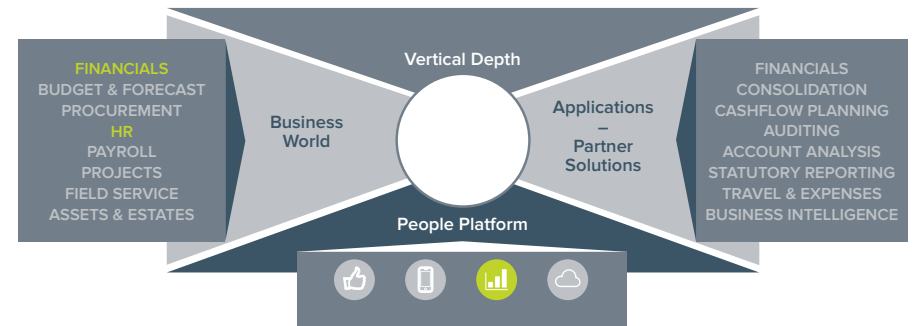 Vertical Depth
FINANCIALS
BUDGET & FORECAST
PROCUREMENT
HR
PAYROLL
PROJECTS
FIELD SERVICE
ASSETS & ESTATES
Business
World
Applications
–
Partner
Solutions
FINANCIALS
CONSOLIDATION
CASHFLOW PLANNING
AUDITING
ACCOUNT ANALYSIS
STATUTORY REPORTING
TRAVEL & EXPENSES
BUSINESS INTELLIGENCE
People Platform